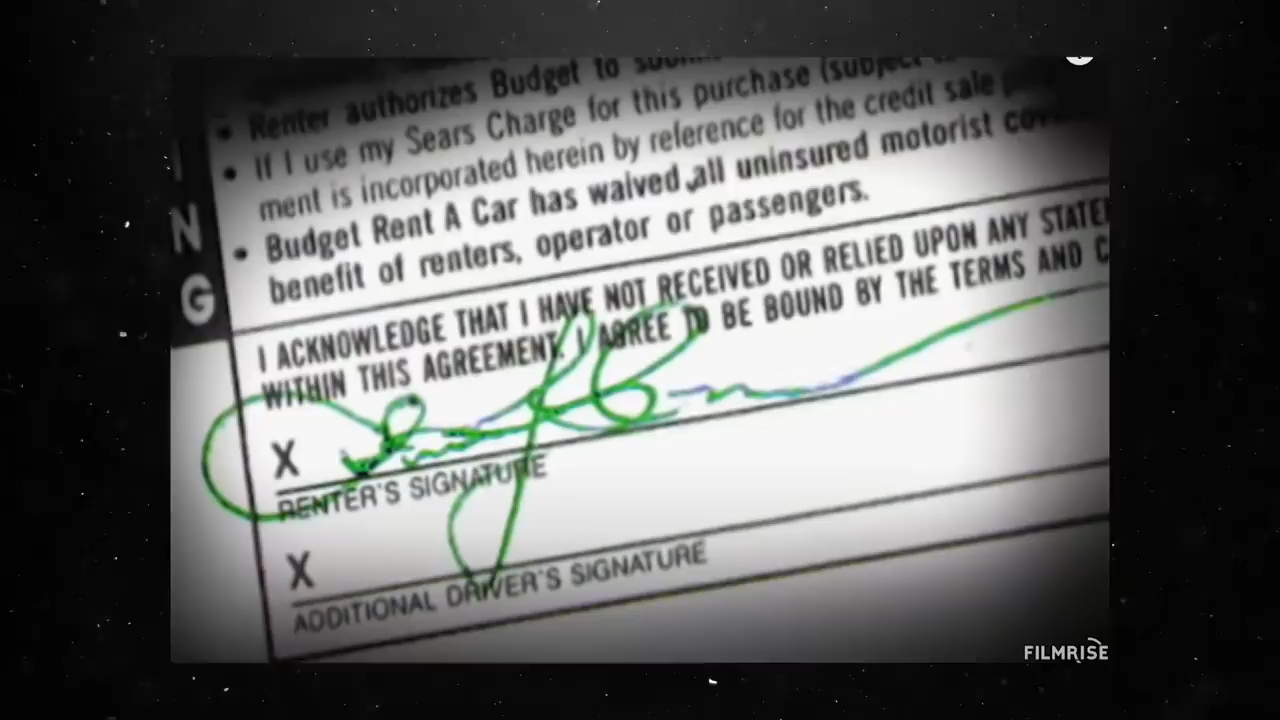 Renter authorizes Budget to
If I use my Sears Charge for this purchase (subject
ment is incorporated herein by reference for the credit sale
Budget Rent A Car has waived all uninsured motorist
benefit of renters, operator or passengers.
I ACKNOWLEDGE THAT I HAVE NOT RECEIVED OR RELIED UPON ANY
WITHIN THIS AGREEMENT. I AGREE TO BE BOUND BY THE TERMS AND
X
RENTER'S SIGNATURE
X
ADDITIONAL DRIVER'S SIGNATURE
N
G
FILMRISE